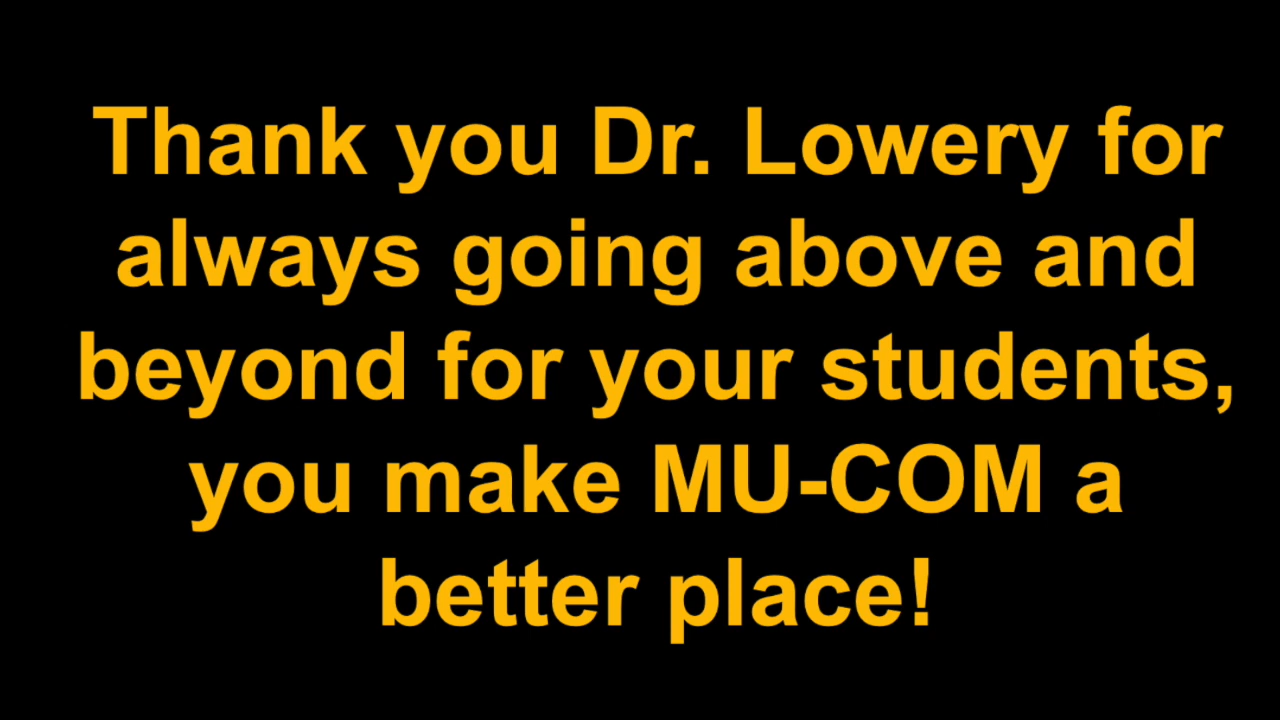 Thank you Dr. Lowery for
always going above and
beyond for your students,
you make MU-COM a
better place!